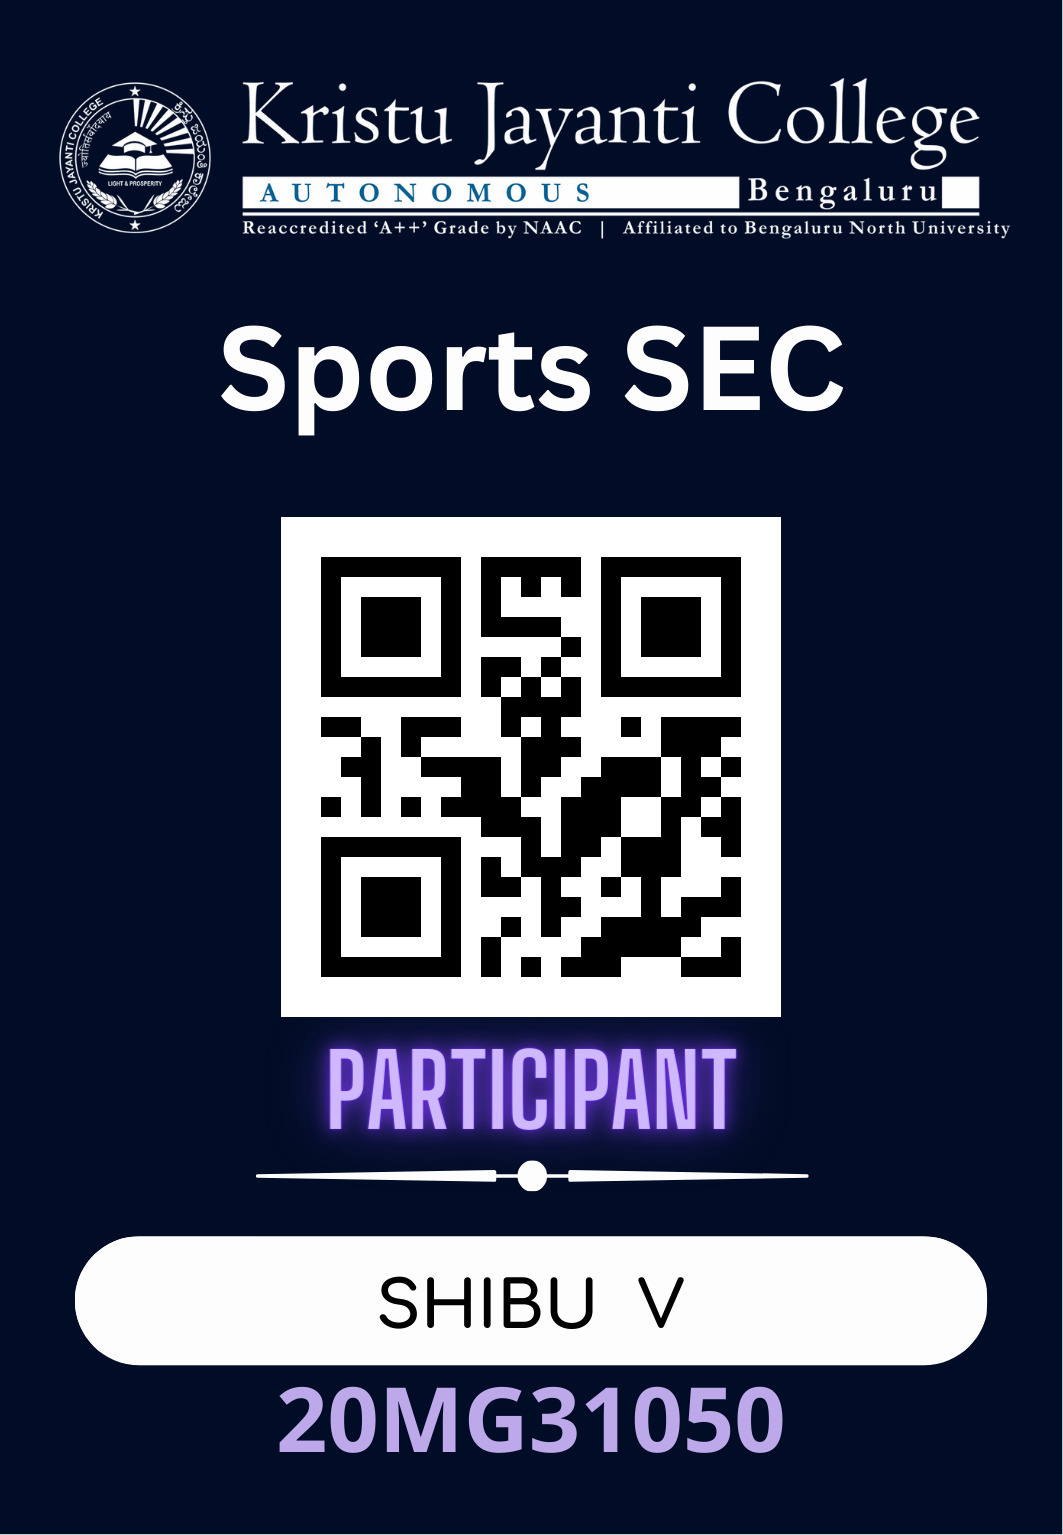 KRISTU JAYANTI COLLEGE
ಕ್ರಿಸ್ತು ಜಯಂತಿ ಕಾಲೇಜು
LIGHT & PROSPERITY
Kristu Jayanti College
AUTONOMOUS Bengaluru
Reaccredited ‘A++’ Grade by NAAC | Affiliated to Bengaluru North University
Sports SEC
PARTICIPANT
SHIBU V
20MG31050